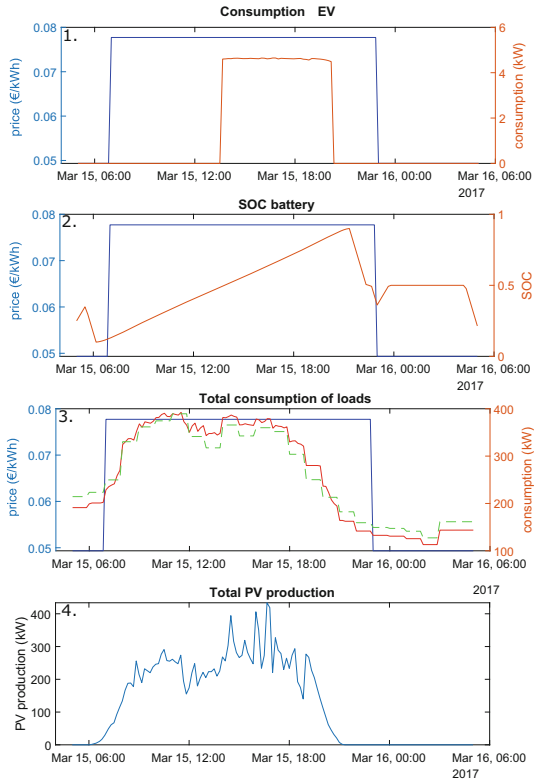 Consumption EV
1.
0.08
0.07
0.06
0.05
price (€/kWh)
6
4
2
0
consumption (kW)
Mar 15, 06:00 Mar 15, 12:00 Mar 15, 18:00 Mar 16, 00:00 Mar 16, 06:00
2017
SOC battery
2.
0.08
0.07
0.06
0.05
price (€/kWh)
1
0.5
0
SOC
Mar 15, 06:00 Mar 15, 12:00 Mar 15, 18:00 Mar 16, 00:00 Mar 16, 06:00
2017
Total consumption of loads
3.
0.08
0.07
0.06
0.05
price (€/kWh)
400
300
200
100
consumption (kW)
Mar 15, 06:00 Mar 15, 12:00 Mar 15, 18:00 Mar 16, 00:00 Mar 16, 06:00
2017
Total PV production
4.
400
300
200
100
0
PV production (kW)
Mar 15, 06:00 Mar 15, 12:00 Mar 15, 18:00 Mar 16, 00:00 Mar 16, 06:00
2017